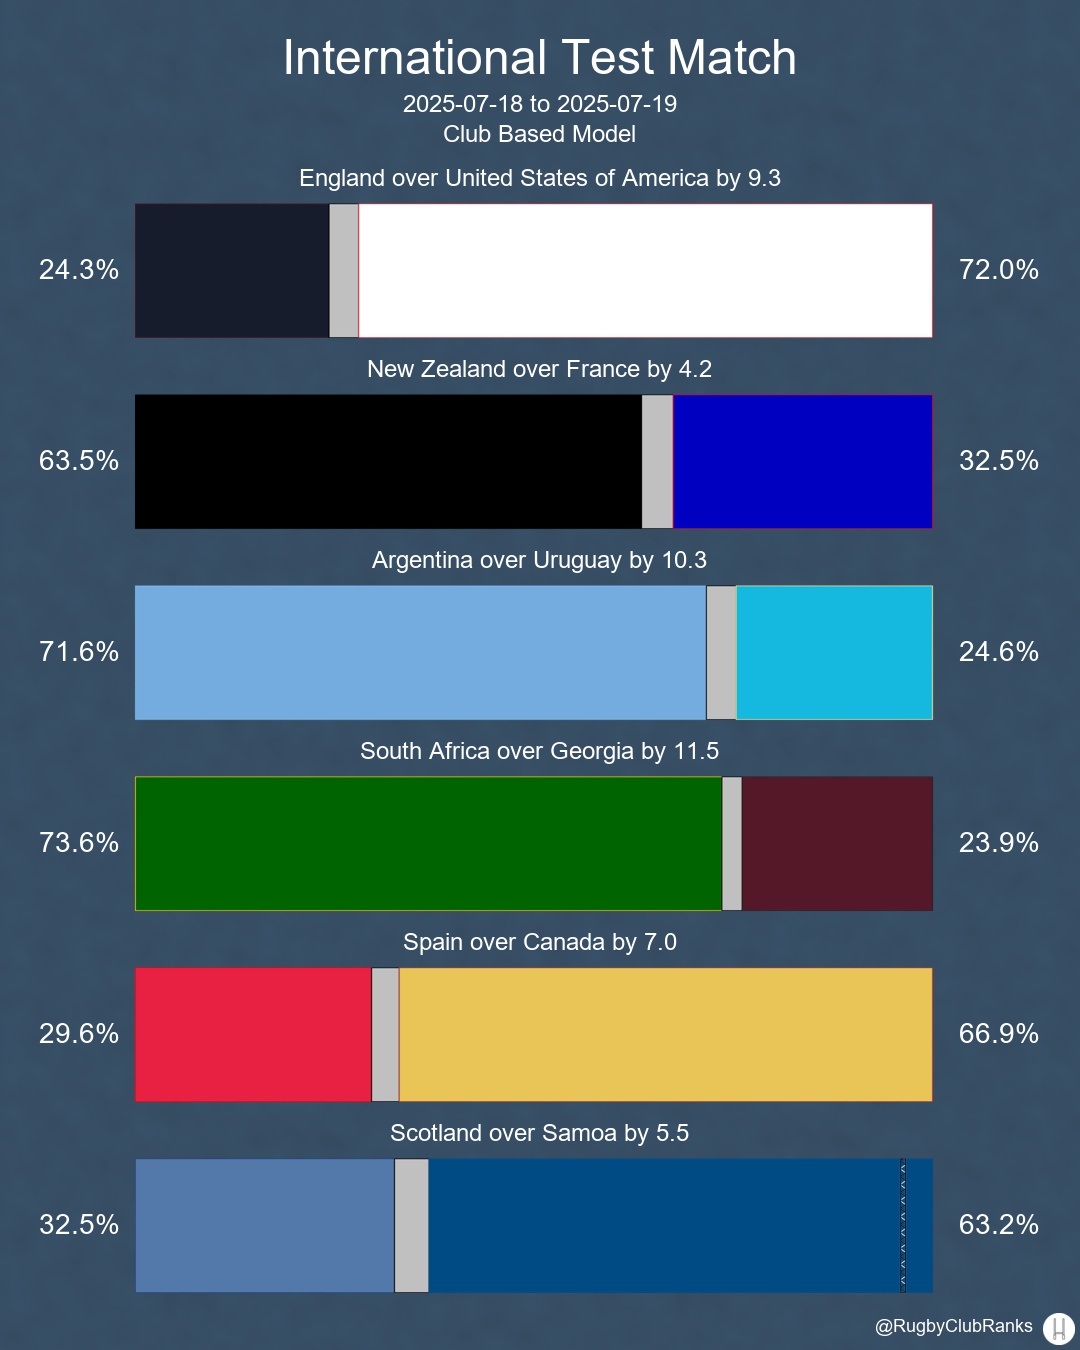 International Test Match
2025-07-18 to 2025-07-19
Club Based Model
England over United States of America by 9.3
24.3%
72.0%
New Zealand over France by 4.2
63.5%
32.5%
Argentina over Uruguay by 10.3
71.6%
24.6%
South Africa over Georgia by 11.5
73.6%
23.9%
Spain over Canada by 7.0
29.6%
66.9%
Scotland over Samoa by 5.5
32.5%
63.2%
@RugbyClubRanks